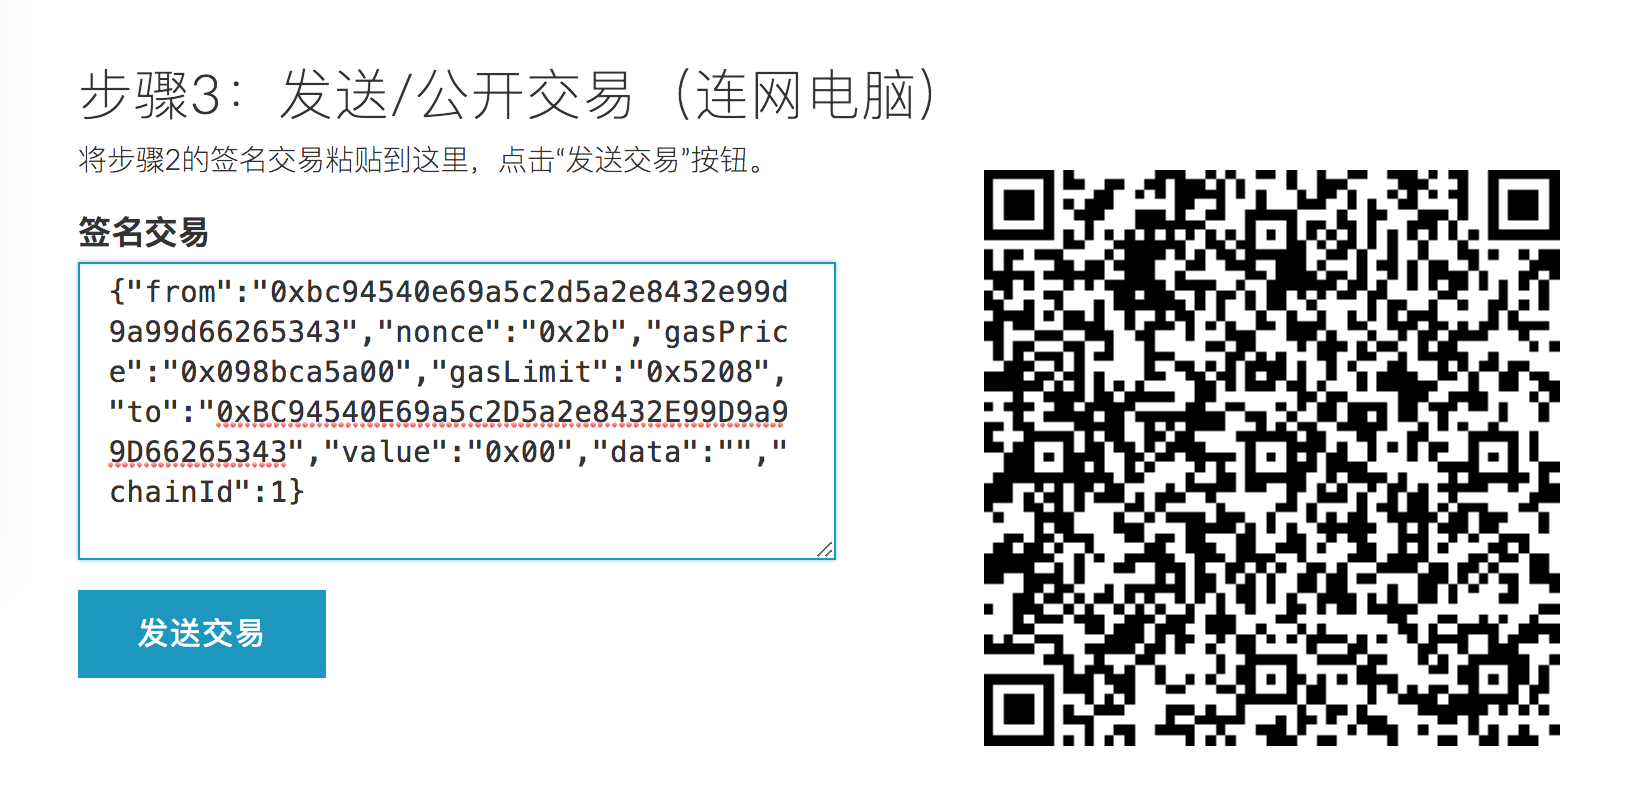 步骤3：发送/公开交易（连网电脑）
将步骤2的签名交易粘贴到这里，点击“发送交易”按钮。
签名交易
{"from":"0xbc94540e69a5c2d5a2e8432e99d
9a99d66265343","nonce":"0x2b","gasPric
e":"0x098bca5a00","gasLimit":"0x5208",
"to":"0xBC94540E69a5c2D5a2e8432E99D9a9
9D66265343","value":"0x00","data":"","
chainId":1}
发送交易